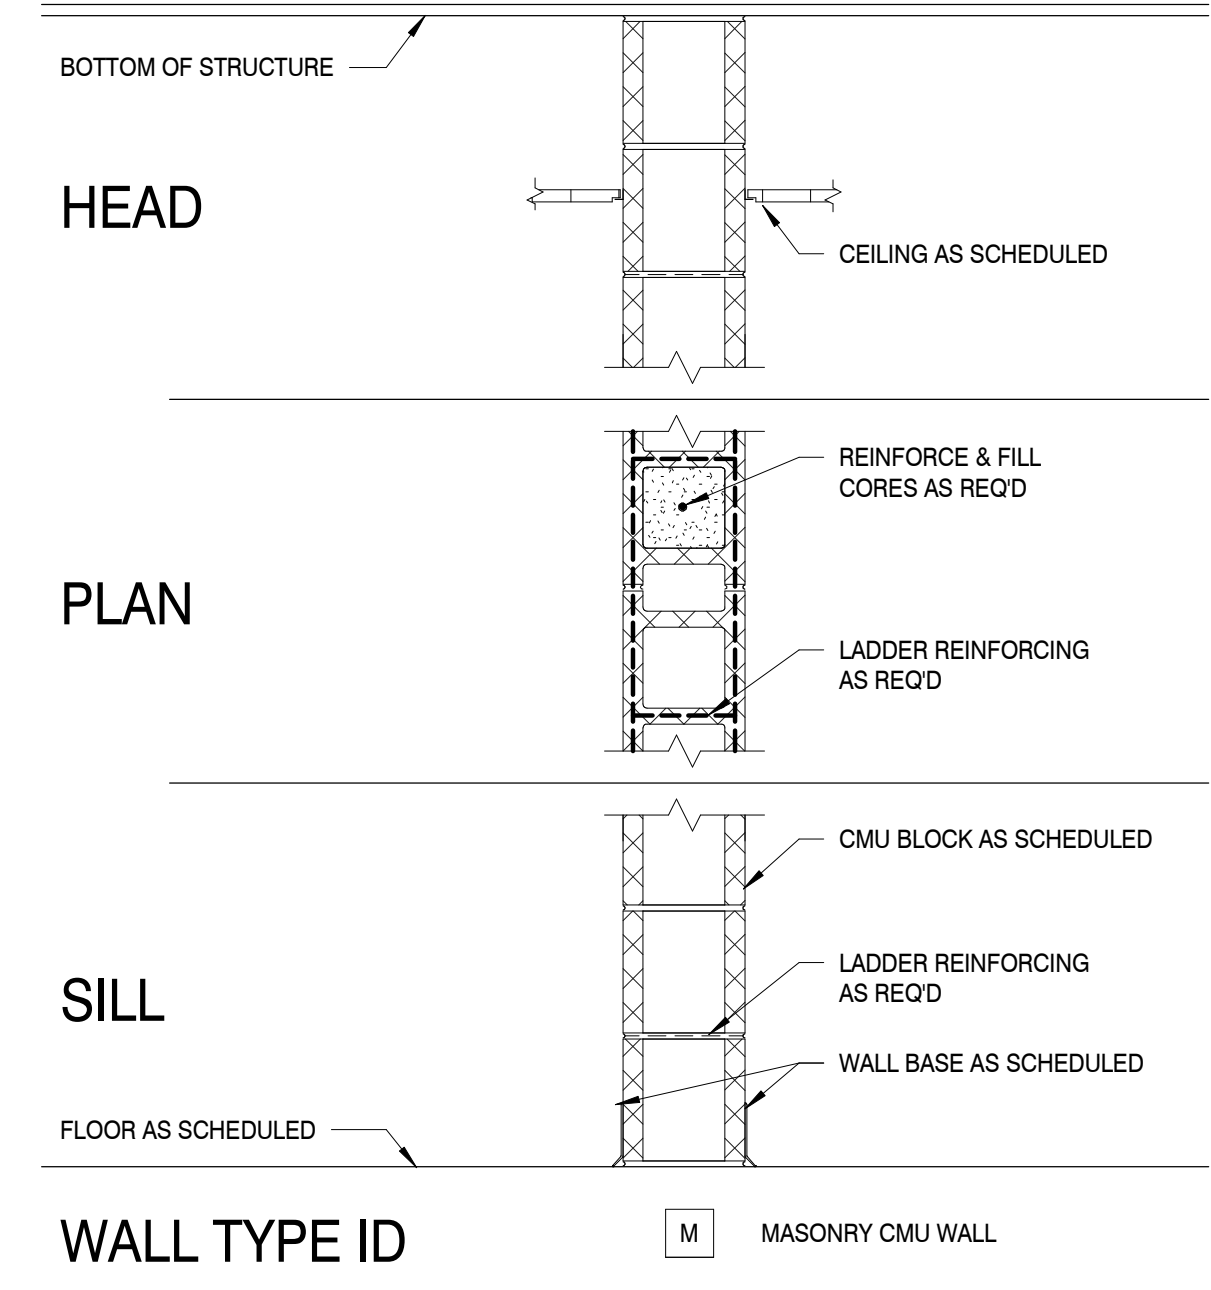 BOTTOM OF STRUCTURE
HEAD
CEILING AS SCHEDULED
REINFORCE & FILL
CORES AS REQ'D
PLAN
LADDER REINFORCING
AS REQ'D
CMU BLOCK AS SCHEDULED
SILL
LADDER REINFORCING
AS REQ'D
WALL BASE AS SCHEDULED
FLOOR AS SCHEDULED
WALL TYPE ID
M MASONRY CMU WALL